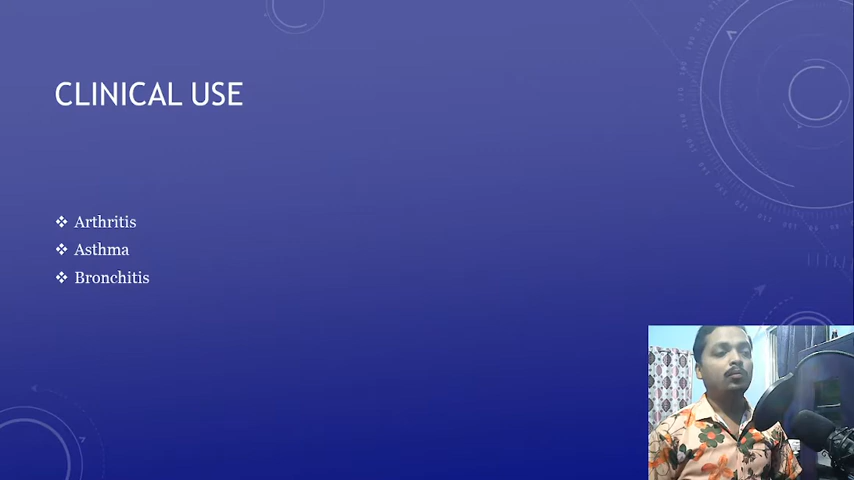 CLINICAL USE
❖ Arthritis
❖ Asthma
❖ Bronchitis